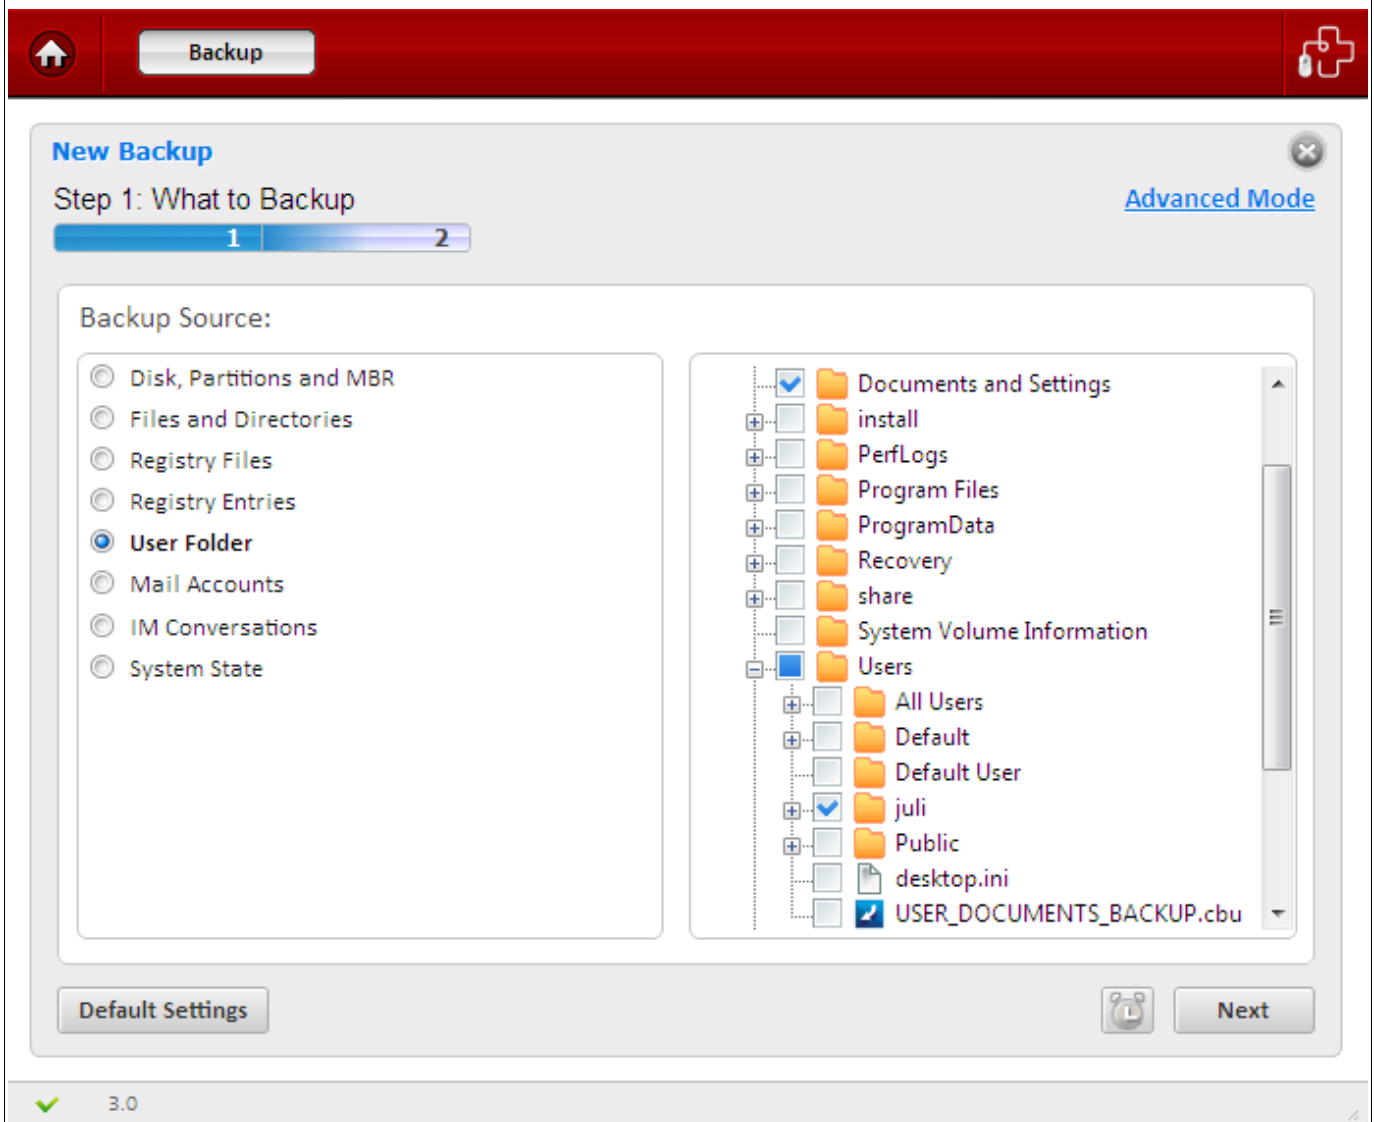 Backup
New Backup
Step 1: What to Backup
Advanced Mode
1 2
Backup Source:
Disk, Partitions and MBR
Files and Directories
Registry Files
Registry Entries
User Folder
Mail Accounts
IM Conversations
System State
Documents and Settings
install
PerfLogs
Program Files
ProgramData
Recovery
share
System Volume Information
Users
All Users
Default
Default User
juli
Public
desktop.ini
USER_DOCUMENTS_BACKUP.cbu
Default Settings
Next
3.0